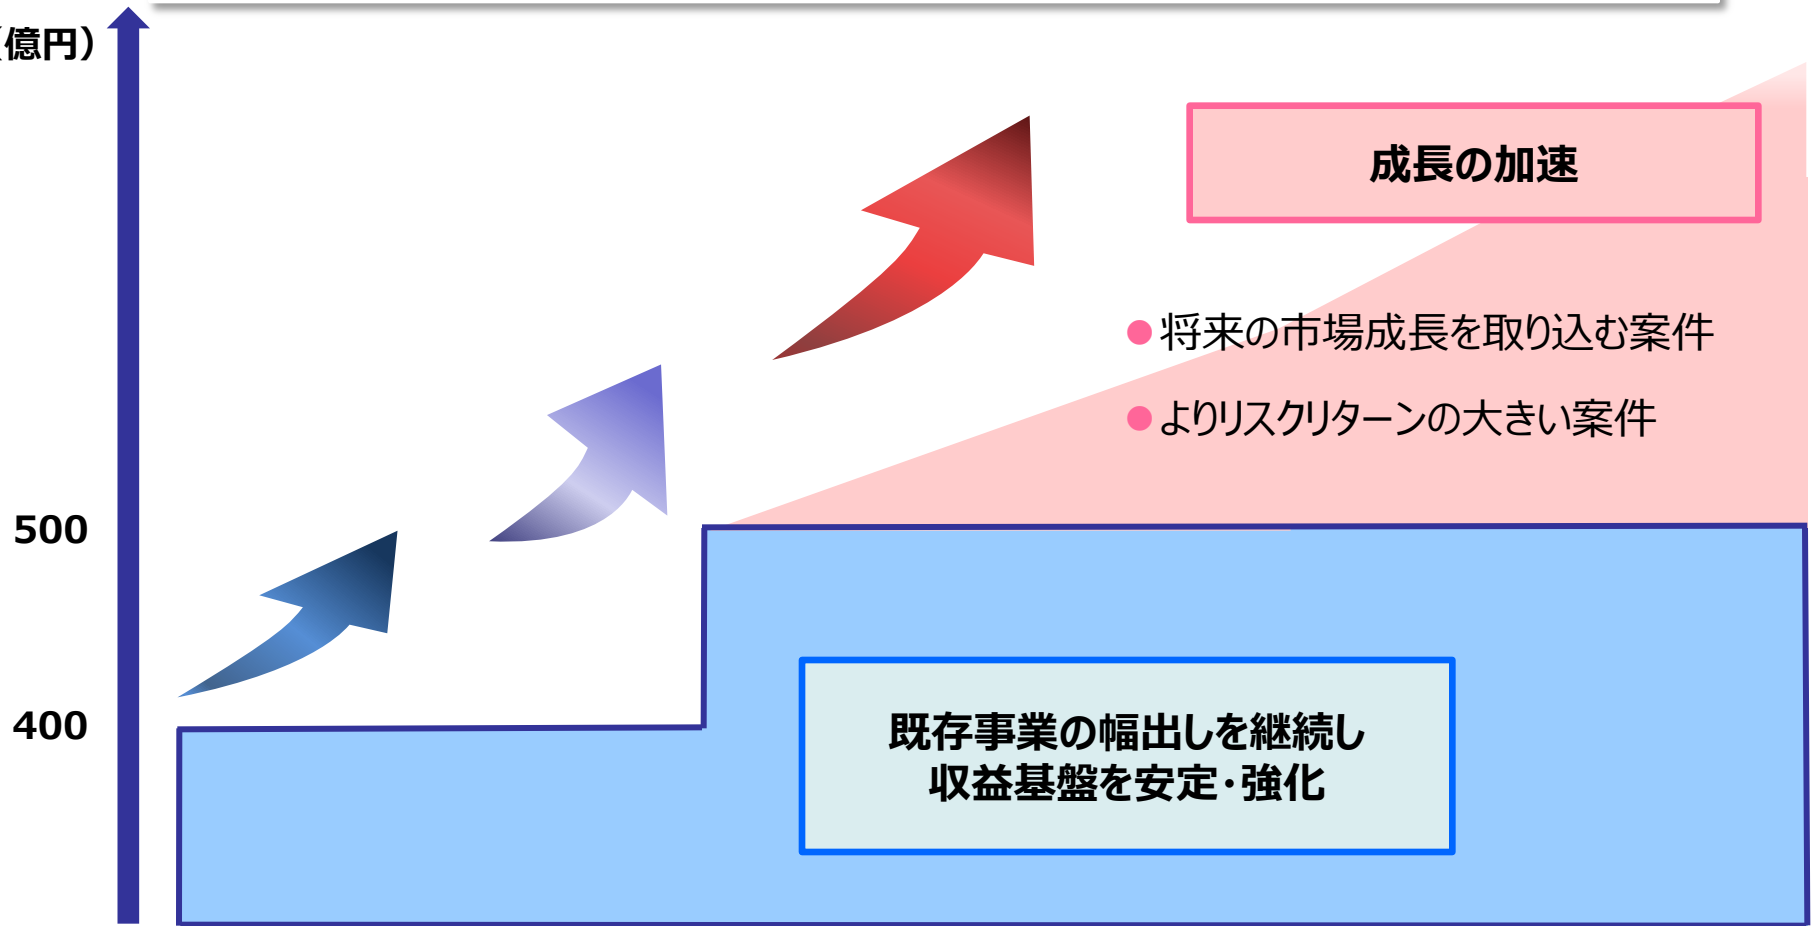 （億円）
成長の加速
●将来の市場成長を取り込む案件
●よりリスクリターンの大きい案件
500
400
既存事業の幅出しを継続し
収益基盤を安定・強化